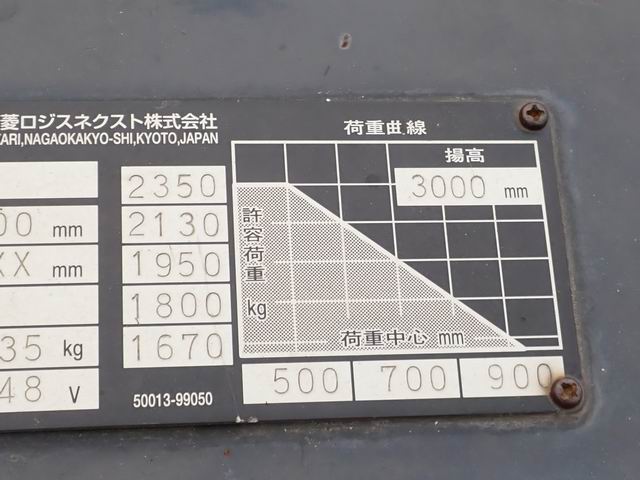 菱ロジスネクスト株式会社
TARI,NAGAOKAKYO-SHI,KYOTO,JAPAN
荷重曲線
揚高
3000 mm
2350
00 mm
2130
XX mm
1950
1800
35 kg
1670
48 V
50013-99050
許容荷重 kg
荷重中心 mm
500
700
900